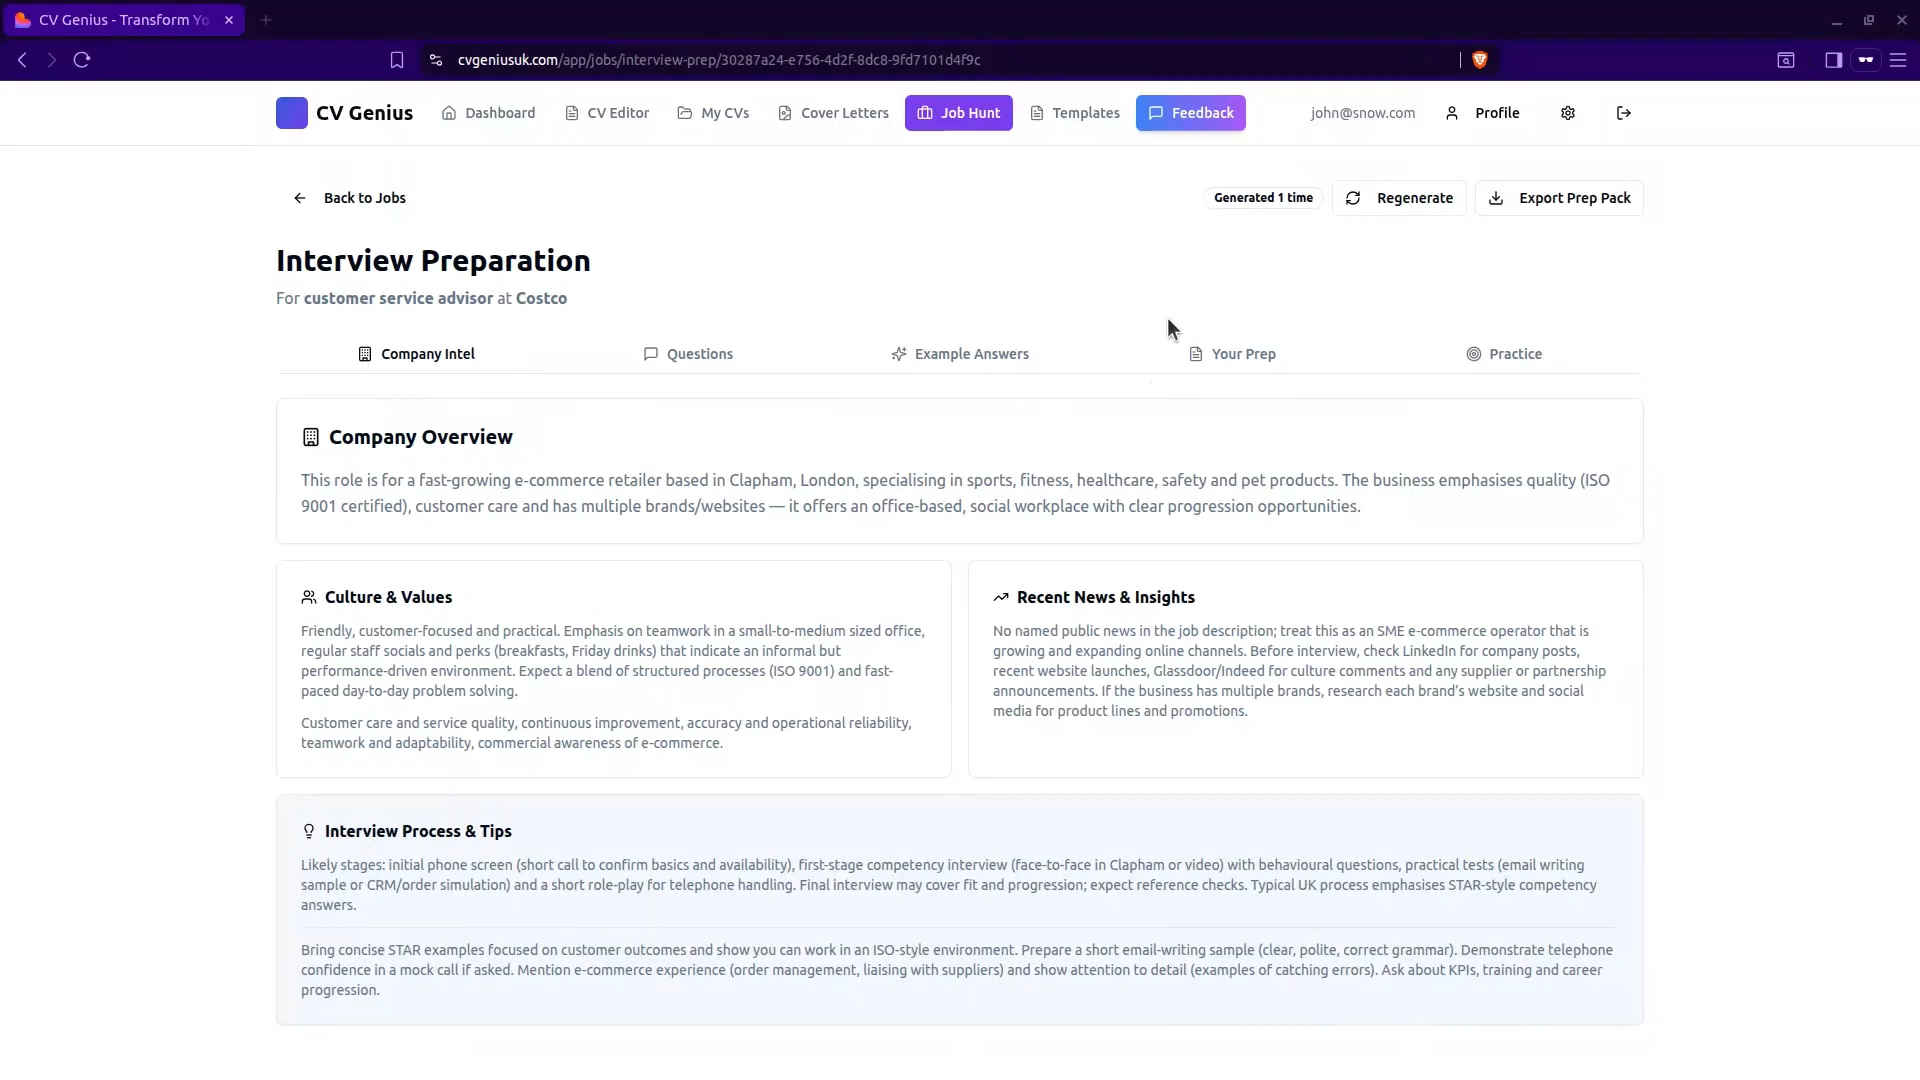 CV Genius - Transform Yo
cvgeniusuk.com/app/jobs/interview-prep/30287a24-e756-4d2f-8dc8-9fd7101d4f9c
CV Genius
Dashboard
CV Editor
My CVs
Cover Letters
Job Hunt
Templates
Feedback
john@snow.com
Profile
Back to Jobs
Generated 1 time
Regenerate
Export Prep Pack
Interview Preparation
For customer service advisor at Costco
Company Intel
Questions
Example Answers
Your Prep
Practice
Company Overview
This role is for a fast-growing e-commerce retailer based in Clapham, London, specialising in sports, fitness, healthcare, safety and pet products. The business emphasises quality (ISO
9001 certified), customer care and has multiple brands/websites — it offers an office-based, social workplace with clear progression opportunities.
Culture & Values
Friendly, customer-focused and practical. Emphasis on teamwork in a small-to-medium sized office,
regular staff socials and perks (breakfasts, Friday drinks) that indicate an informal but
performance-driven environment. Expect a blend of structured processes (ISO 9001) and fast-
paced day-to-day problem solving.
Customer care and service quality, continuous improvement, accuracy and operational reliability,
teamwork and adaptability, commercial awareness of e-commerce.
Recent News & Insights
No named public news in the job description; treat this as an SME e-commerce operator that is
growing and expanding online channels. Before interview, check LinkedIn for company posts,
recent website launches, Glassdoor/Indeed for culture comments and any supplier or partnership
announcements. If the business has multiple brands, research each brand's website and social
media for product lines and promotions.
Interview Process & Tips
Likely stages: initial phone screen (short call to confirm basics and availability), first-stage competency interview (face-to-face in Clapham or video) with behavioural questions, practical tests (email writing
sample or CRM/order simulation) and a short role-play for telephone handling. Final interview may cover fit and progression; expect reference checks. Typical UK process emphasises STAR-style competency
answers.
Bring concise STAR examples focused on customer outcomes and show you can work in an ISO-style environment. Prepare a short email-writing sample (clear, polite, correct grammar). Demonstrate telephone
confidence in a mock call if asked. Mention e-commerce experience (order management, liaising with suppliers) and show attention to detail (examples of catching errors). Ask about KPIs, training and career
progression.